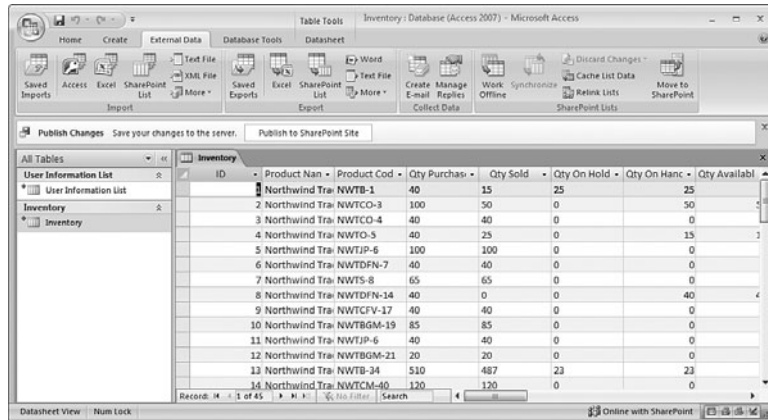 Table Tools
Inventory : Database (Access 2007) - Microsoft Access
Home Create External Data Database Tools Datasheet
Saved Imports
Access
Excel
SharePoint List
Text File
XML File
More
Import
Saved Exports
Excel
SharePoint List
Word
Text File
More
Export
Create E-mail
Manage Replies
Collect Data
Work Offline
Synchronize
Discard Changes
Cache List Data
Relink Lists
Move to SharePoint
SharePoint Lists
Publish Changes Save your changes to the server. Publish to SharePoint Site
All Tables
User Information List
User Information List
Inventory
Inventory
Inventory
ID Product Nan Product Cod Qty Purchas Qty Sold Qty On Hold Qty On Hanc Qty Availabl
1 Northwind Tra NWTB-1 40 15 25 25
2 Northwind Tra NWTCO-3 100 50 0 50
3 Northwind Tra NWTCO-4 40 40 0 0
4 Northwind Tra NWTO-5 40 25 0 15
5 Northwind Tra NWTJP-6 100 100 0 0
6 Northwind Tra NWTDFN-7 40 40 0 0
7 Northwind Tra NWTS-8 65 65 0 0
8 Northwind Tra NWTDFN-14 40 0 0 40
9 Northwind Tra NWTCFV-17 40 40 0 0
10 Northwind Tra NWTBGM-19 85 85 0 0
11 Northwind Tra NWTJP-6 40 40 0 0
12 Northwind Tra NWTBGM-21 20 20 0 0
13 Northwind Tra NWTB-34 510 487 23 23
14 Northwind Tra NWTCM-40 120 120 0 0
Record: 1 of 45 No Filter Search
Datasheet View Num Lock Online with SharePoint